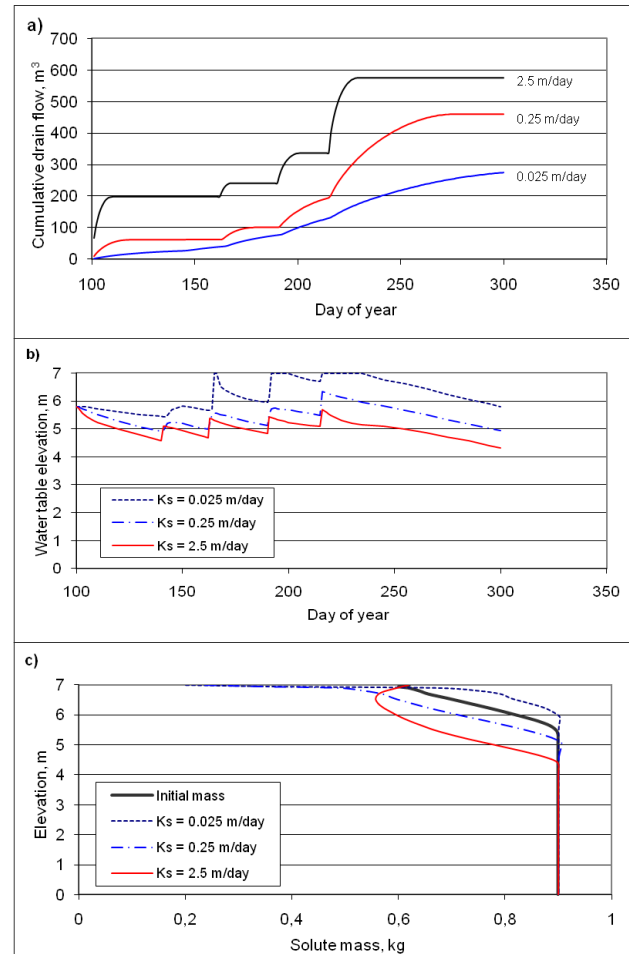 a)
700
600
500
400
300
200
100
0
Cumulative drain flow, m³
2.5 m/day
0.25 m/day
0.025 m/day
100 150 200 250 300 350
Day of year
b)
7
6
5
4
3
2
1
0
Water table elevation, m
Ks = 0.025 m/day
Ks = 0.25 m/day
Ks = 2.5 m/day
100 150 200 250 300 350
Day of year
c)
7
6
5
4
3
2
1
0
Elevation, m
Initial mass
Ks = 0.025 m/day
Ks = 0.25 m/day
Ks = 2.5 m/day
0 0,2 0,4 0,6 0,8 1
Solute mass, kg